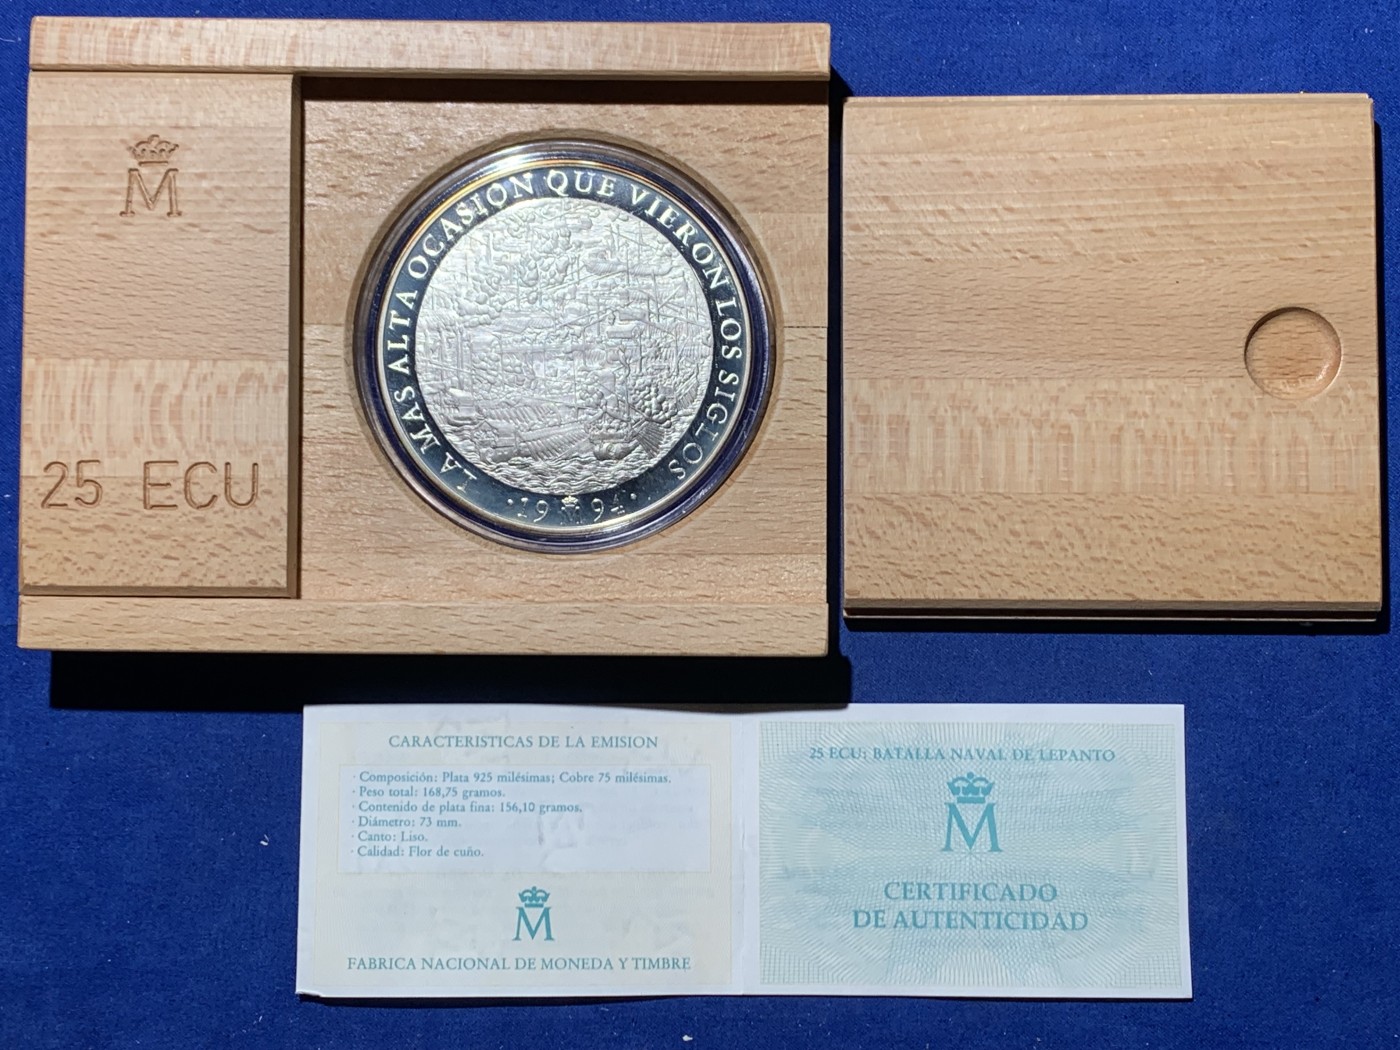 M
25 ECU
LA MAS ALTA OCASION QUE VIERON LOS SIGLOS
· 19 M 94 ·
CARACTERISTICAS DE LA EMISION
· Composición: Plata 925 milésimas; Cobre 75 milésimas.
· Peso total: 168,75 gramos.
· Contenido de plata fina: 156,10 gramos.
· Diámetro: 73 mm.
· Canto: Liso.
· Calidad: Flor de cuño.
M
FABRICA NACIONAL DE MONEDA Y TIMBRE
25 ECU: BATALLA NAVAL DE LEPANTO
M
CERTIFICADO
DE AUTENTICIDAD